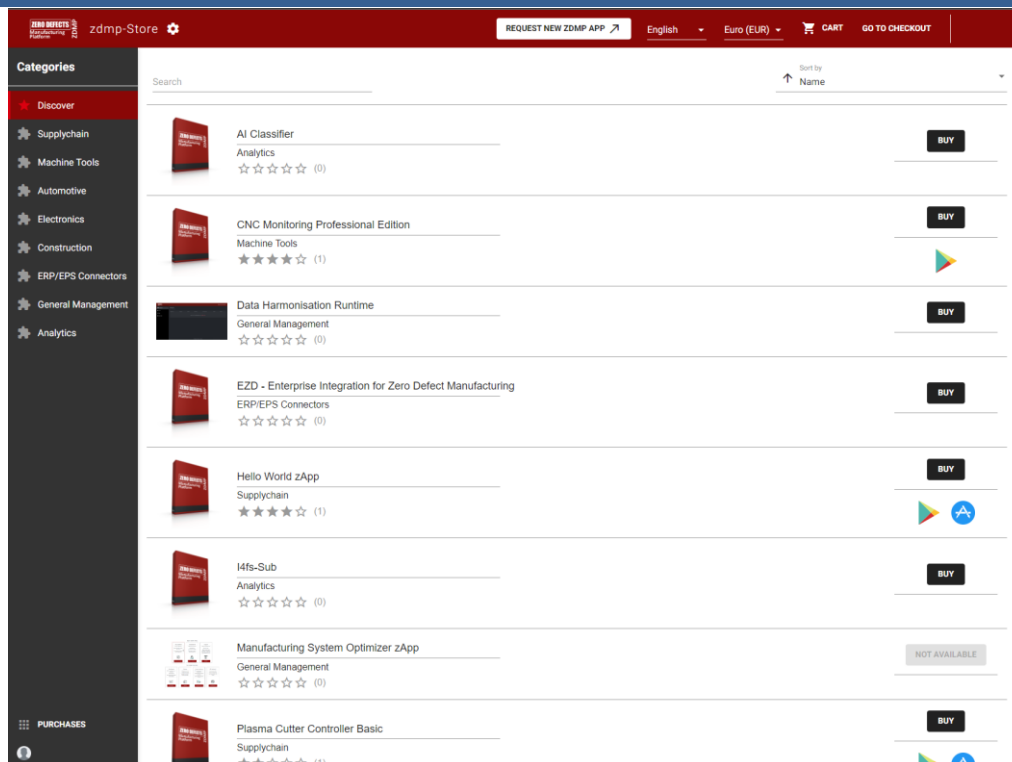 ZERO DEFECTS
Manufacturing
Platform
ZDMP
zdmp-Store
REQUEST NEW ZDMP APP
English
Euro (EUR)
CART
GO TO CHECKOUT
Categories
Search
Sort by
Name
Discover
Supplychain
Machine Tools
Automotive
Electronics
Construction
ERP/EPS Connectors
General Management
Analytics
PURCHASES
AI Classifier
Analytics
(0)
BUY
CNC Monitoring Professional Edition
Machine Tools
(1)
BUY
Data Harmonisation Runtime
General Management
(0)
BUY
EZD - Enterprise Integration for Zero Defect Manufacturing
ERP/EPS Connectors
(0)
BUY
Hello World zApp
Supplychain
(1)
BUY
I4fs-Sub
Analytics
(0)
BUY
Manufacturing System Optimizer zApp
General Management
(0)
NOT AVAILABLE
Plasma Cutter Controller Basic
Supplychain
(1)
BUY